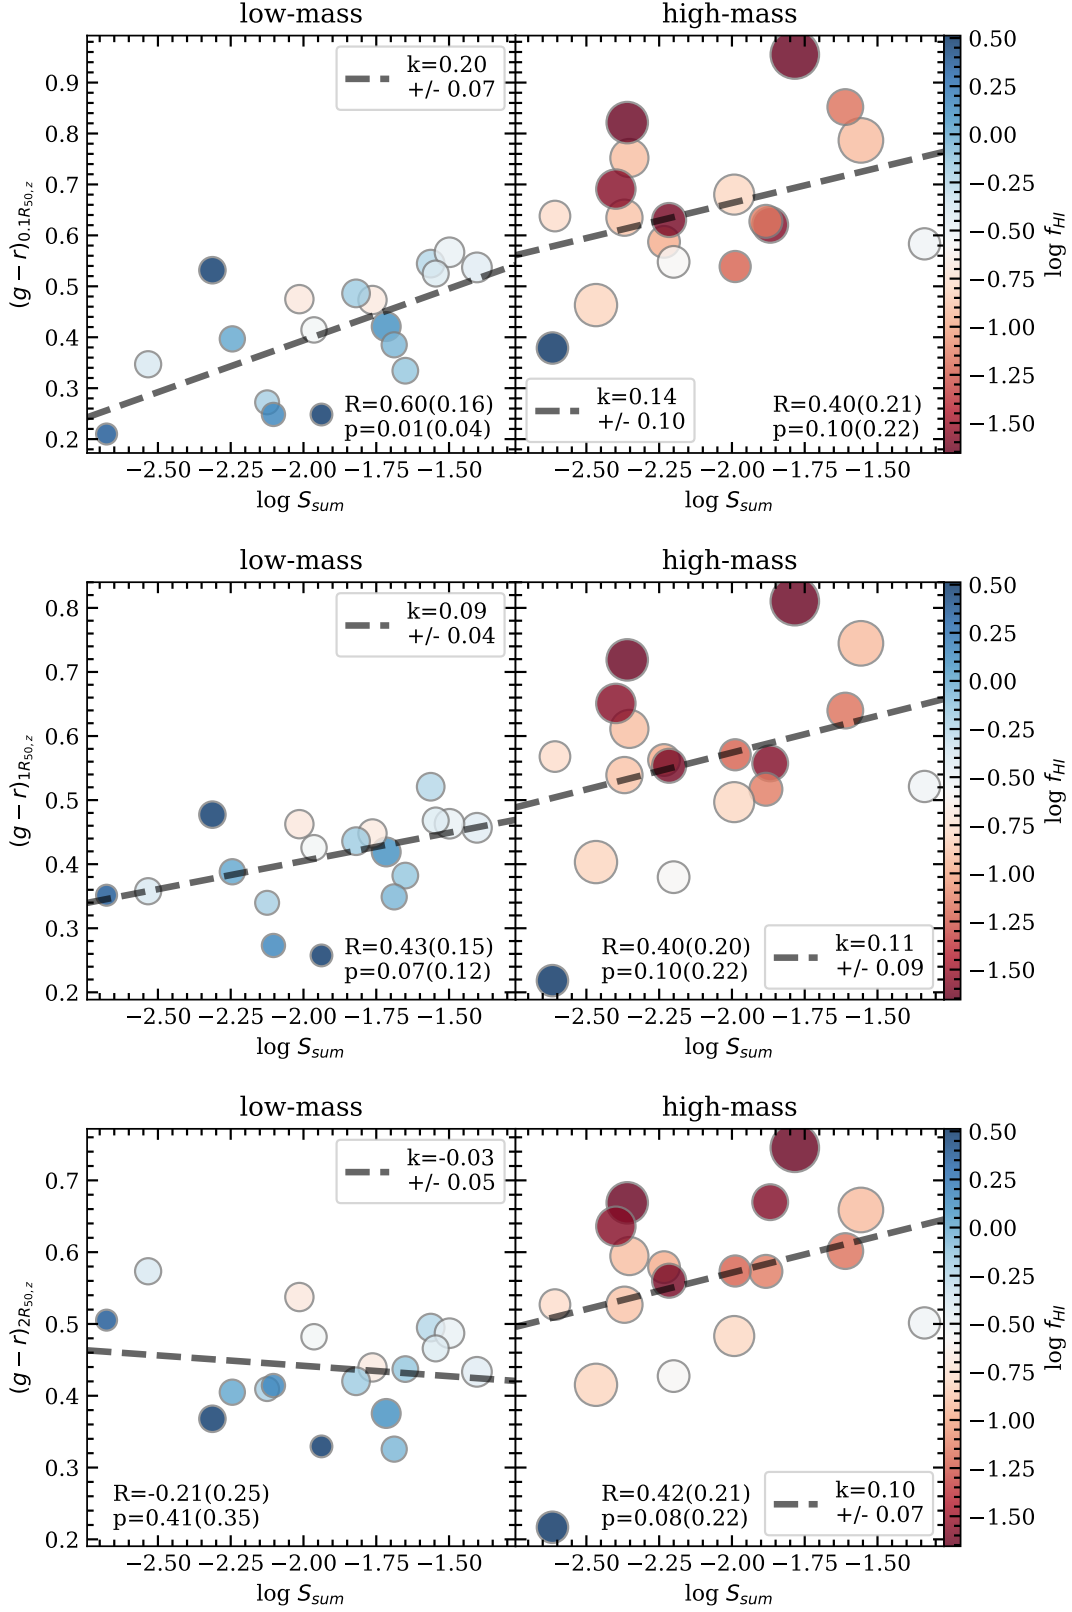 low-mass high-mass
k=0.20
+/- 0.07
0.9
0.8
0.7
0.6
0.5
0.4
0.3
0.2
(g − r)0.1R50,z
R=0.60(0.16)
p=0.01(0.04)
k=0.14
+/- 0.10
R=0.40(0.21)
p=0.10(0.22)
−2.50 −2.25 −2.00 −1.75 −1.50 −2.50 −2.25 −2.00 −1.75 −1.50
log Ssum log Ssum
0.50
0.25
0.00
−0.25
−0.50
−0.75
−1.00
−1.25
−1.50
log fHI
low-mass high-mass
k=0.09
+/- 0.04
0.8
0.7
0.6
0.5
0.4
0.3
0.2
(g − r)1R50,z
R=0.43(0.15)
p=0.07(0.12)
R=0.40(0.20)
p=0.10(0.22)
k=0.11
+/- 0.09
−2.50 −2.25 −2.00 −1.75 −1.50 −2.50 −2.25 −2.00 −1.75 −1.50
log Ssum log Ssum
0.50
0.25
0.00
−0.25
−0.50
−0.75
−1.00
−1.25
−1.50
log fHI
low-mass high-mass
k=-0.03
+/- 0.05
0.7
0.6
0.5
0.4
0.3
0.2
(g − r)2R50,z
R=-0.21(0.25)
p=0.41(0.35)
R=0.42(0.21)
p=0.08(0.22)
k=0.10
+/- 0.07
−2.50 −2.25 −2.00 −1.75 −1.50 −2.50 −2.25 −2.00 −1.75 −1.50
log Ssum log Ssum
0.50
0.25
0.00
−0.25
−0.50
−0.75
−1.00
−1.25
−1.50
log fHI